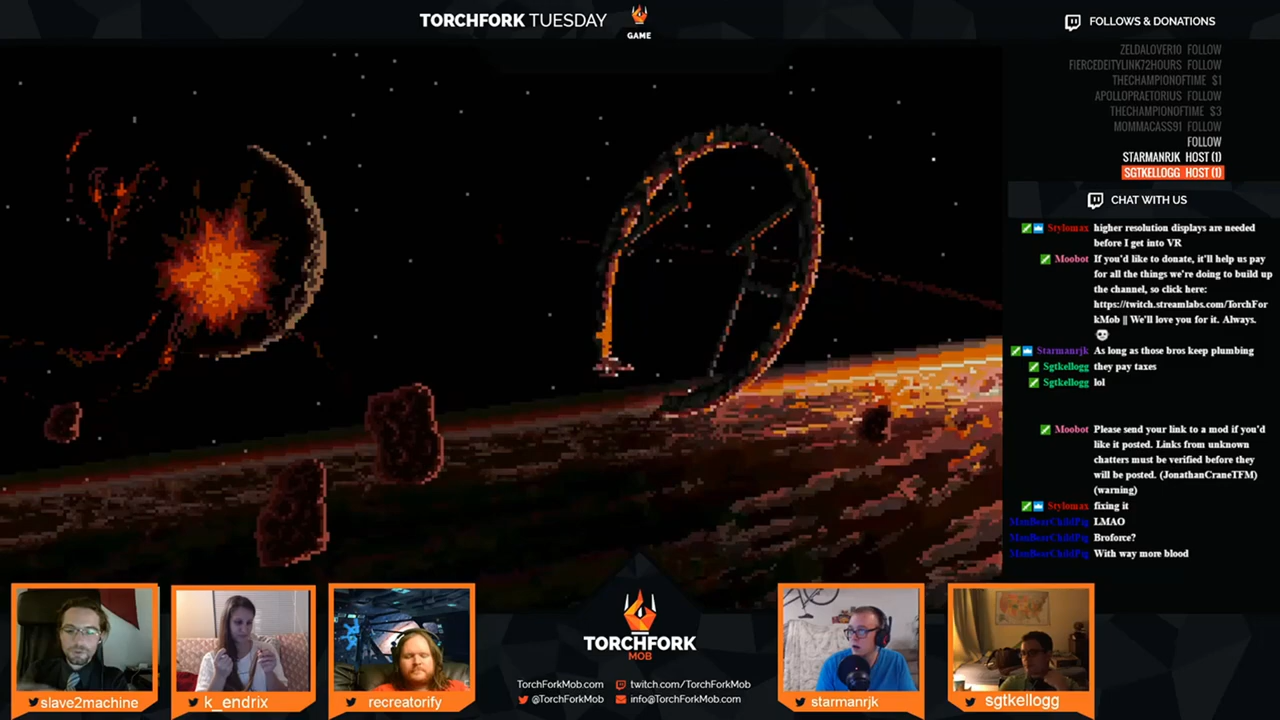 TORCHFORK TUESDAY
GAME
FOLLOWS & DONATIONS
ZELDALOVER10 FOLLOW
FIERCEDEITYLINK72HOURS FOLLOW
THECHAMPIONOFTIME $1
APOLLOPRAETORIUS FOLLOW
THECHAMPIONOFTIME $3
MOMMACASS91 FOLLOW
FOLLOW
STARMANRJK HOST (1)
SGTKELLOGG HOST (1)
CHAT WITH US
Stylomax higher resolution displays are needed
before I get into VR
Moobot If you'd like to donate, it'll help us pay
for all the things we're doing to build up
the channel, so click here:
https://twitch.streamlabs.com/TorchFor
kMob || We'll love you for it. Always.
Starmanrjk As long as those bros keep plumbing
Sgtkellogg they pay taxes
Sgtkellogg lol
Moobot Please send your link to a mod if you'd
like it posted. Links from unknown
chatters must be verified before they
will be posted. (JonathanCraneTFM)
(warning)
Stylomax fixing it
ManBearChildPig LMAO
ManBearChildPig Broforce?
ManBearChildPig With way more blood
slave2machine
k_endrix
recreatorify
TORCHFORK
MOB
TorchForkMob.com twitch.com/TorchForkMob
@TorchForkMob info@TorchForkMob.com
starmanrjk
sgtkellogg